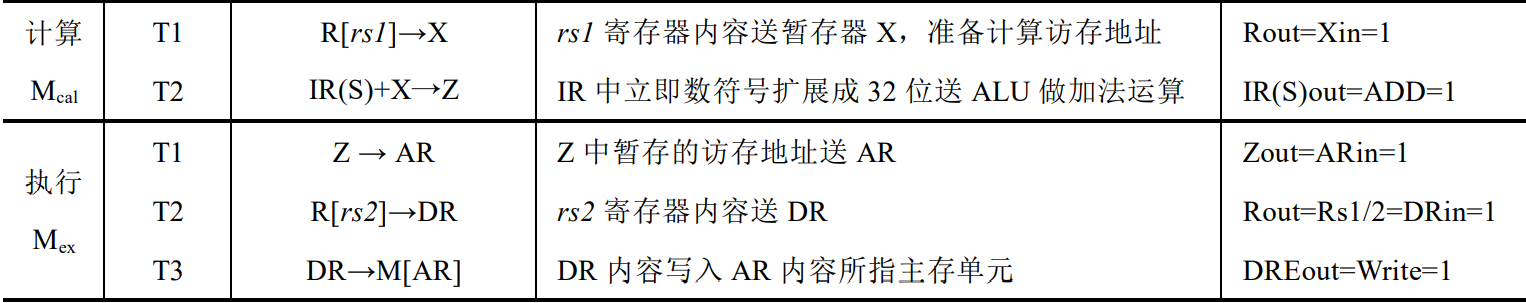 计算 T1 R[rs1]→X rs1 寄存器内容送暂存器 X，准备计算访存地址 Rout=Xin=1
Mcal T2 IR(S)+X→Z IR 中立即数符号扩展成 32 位送 ALU 做加法运算 IR(S)out=ADD=1
执行 T1 Z → AR Z 中暂存的访存地址送 AR Zout=ARin=1
Mex T2 R[rs2]→DR rs2 寄存器内容送 DR Rout=Rs1/2=DRin=1
T3 DR→M[AR] DR 内容写入 AR 内容所指主存单元 DREout=Write=1